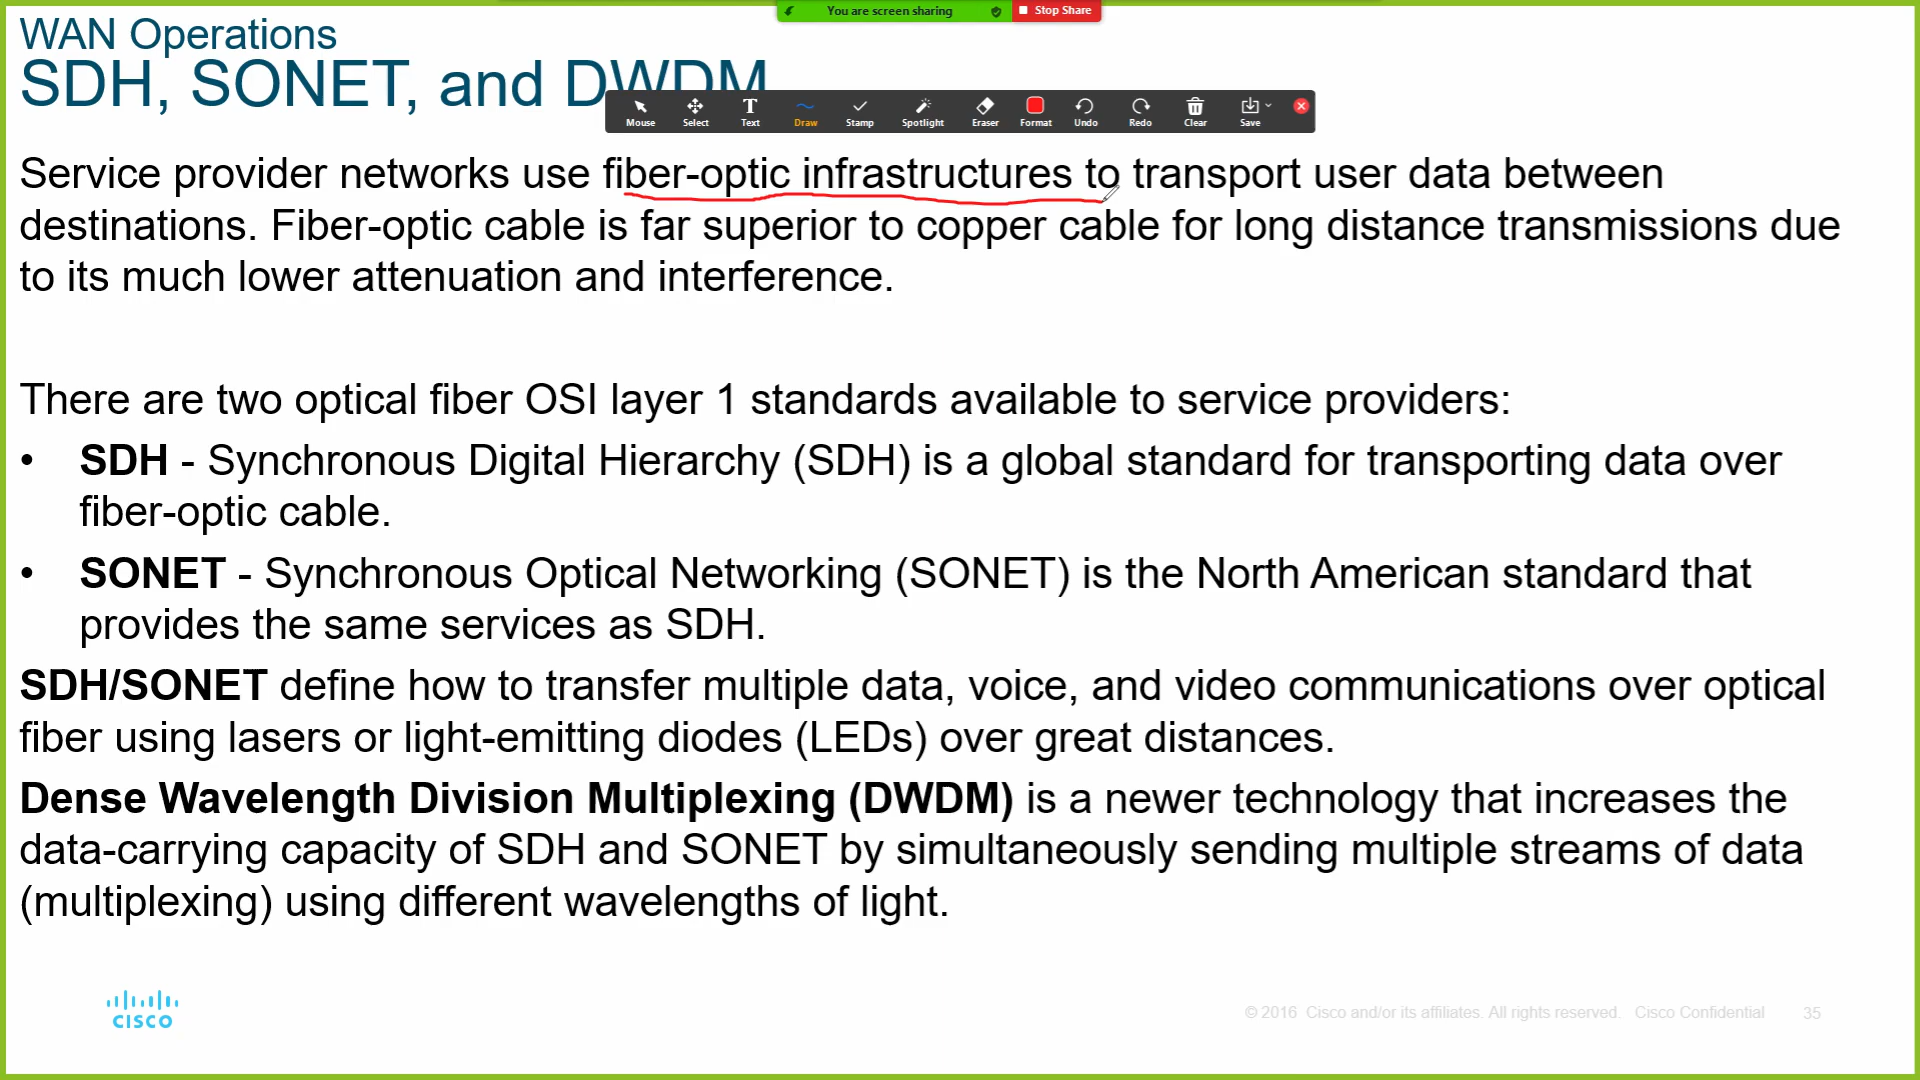 You are screen sharing
Stop Share
WAN Operations
SDH, SONET, and DWDM
Mouse Select Text Draw Stamp Spotlight Eraser Format Undo Redo Clear Save
Service provider networks use fiber-optic infrastructures to transport user data between
destinations. Fiber-optic cable is far superior to copper cable for long distance transmissions due
to its much lower attenuation and interference.
There are two optical fiber OSI layer 1 standards available to service providers:
• SDH - Synchronous Digital Hierarchy (SDH) is a global standard for transporting data over
fiber-optic cable.
• SONET - Synchronous Optical Networking (SONET) is the North American standard that
provides the same services as SDH.
SDH/SONET define how to transfer multiple data, voice, and video communications over optical
fiber using lasers or light-emitting diodes (LEDs) over great distances.
Dense Wavelength Division Multiplexing (DWDM) is a newer technology that increases the
data-carrying capacity of SDH and SONET by simultaneously sending multiple streams of data
(multiplexing) using different wavelengths of light.
CISCO
© 2016 Cisco and/or its affiliates. All rights reserved. Cisco Confidential 35